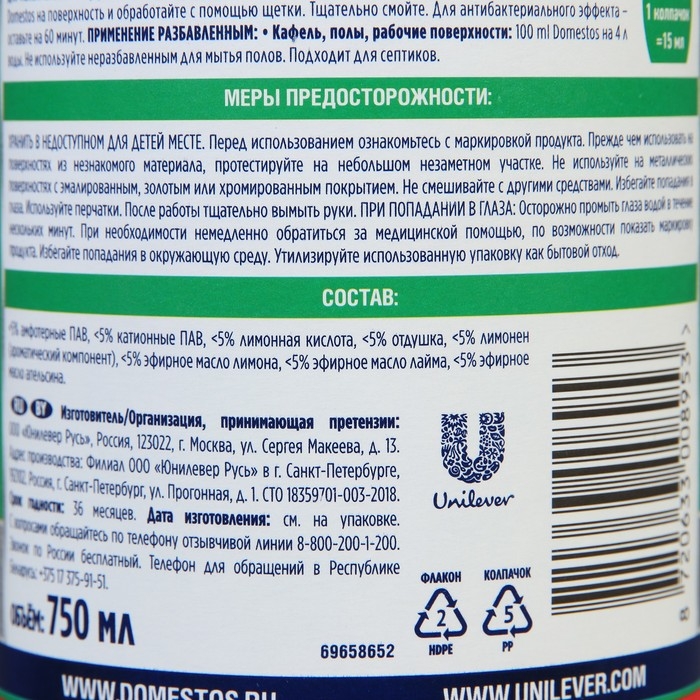 Domestos на поверхность и обработайте с помощью щетки. Тщательно смойте. Для антибактериального эффекта -
оставьте на 60 минут. ПРИМЕНЕНИЕ РАЗБАВЛЕННЫМ: • Кафель, полы, рабочие поверхности: 100 ml Domestos на 4 л
воды. Не используйте неразбавленным для мытья полов. Подходит для септиков.
1 колпачок
=15 мл
МЕРЫ ПРЕДОСТОРОЖНОСТИ:
ХРАНИТЬ В НЕДОСТУПНОМ ДЛЯ ДЕТЕЙ МЕСТЕ. Перед использованием ознакомьтесь с маркировкой продукта. Прежде чем использовать на
поверхностях из незнакомого материала, протестируйте на небольшом незаметном участке. Не используйте на металлических
поверхностях с эмалированным, золотым или хромированным покрытием. Не смешивайте с другими средствами. Избегайте попадания в
глаза. Используйте перчатки. После работы тщательно вымыть руки. ПРИ ПОПАДАНИИ В ГЛАЗА: Осторожно промыть глаза водой в течение
нескольких минут. При необходимости немедленно обратиться за медицинской помощью, по возможности показать маркировку
продукта. Избегайте попадания в окружающую среду. Утилизируйте использованную упаковку как бытовой отход.
СОСТАВ:
<5% амфотерные ПАВ, <5% катионные ПАВ, <5% лимонная кислота, <5% отдушка, <5% лимонен
(ароматический компонент), <5% эфирное масло лимона, <5% эфирное масло лайма, <5% эфирное
масло апельсина.
RU BY Изготовитель/Организация, принимающая претензии:
ООО «Юнилевер Русь», Россия, 123022, г. Москва, ул. Сергея Макеева, д. 13.
Адрес производства: Филиал ООО «Юнилевер Русь» в г. Санкт-Петербурге,
192102, Россия, г. Санкт-Петербург, ул. Прогонная, д. 1. СТО 18359701-003-2018.
Срок годности: 36 месяцев. Дата изготовления: см. на упаковке.
С вопросами обращайтесь по телефону отзывчивой линии 8-800-200-1-200.
Звонок по России бесплатный. Телефон для обращений в Республике
Беларусь: +375 17 375-91-51.
Unilever
ОБЪЁМ: 750 МЛ
69658652
ФЛАКОН КОЛПАЧОК
2 5
HDPE PP
8 720633 008953 >
WWW.DOMESTOS.RU
WWW.UNILEVER.COM